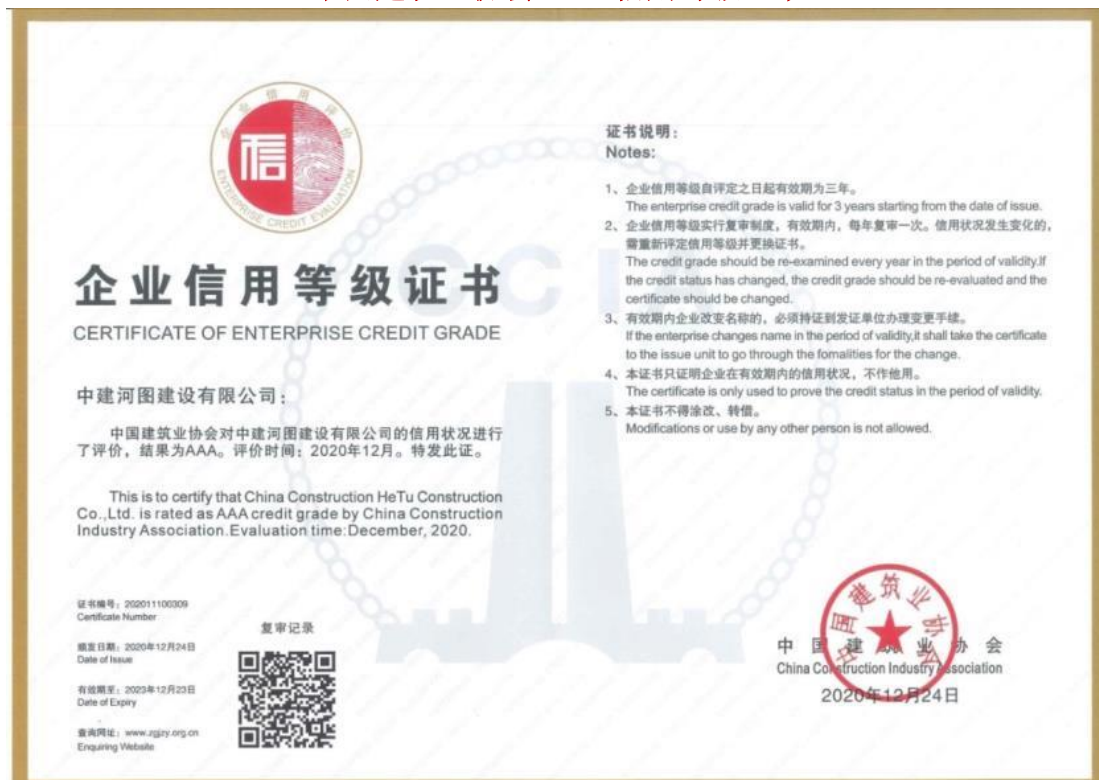 企业信用评价
信
ENTERPRISE CREDIT EVALUATION
企业信用等级证书
CERTIFICATE OF ENTERPRISE CREDIT GRADE
中建河图建设有限公司：
中国建筑业协会对中建河图建设有限公司的信用状况进行
了评价，结果为AAA。评价时间：2020年12月。特发此证。
This is to certify that China Construction HeTu Construction
Co.,Ltd. is rated as AAA credit grade by China Construction
Industry Association.Evaluation time:December, 2020.
证书编号：202011100309
Certificate Number
颁发日期：2020年12月24日
Date of Issue
有效期至：2023年12月23日
Date of Expiry
查询网址：www.zgjzy.org.cn
Enquiring Website
复审记录
证书说明：
Notes:
1、企业信用等级自评定之日起有效期为三年。
The enterprise credit grade is valid for 3 years starting from the date of issue.
2、企业信用等级实行复审制度，有效期内，每年复审一次。信用状况发生变化的，
需重新评定信用等级并更换证书。
The credit grade should be re-examined every year in the period of validity.If
the credit status has changed, the credit grade should be re-evaluated and the
certificate should be changed.
3、有效期内企业改变名称的，必须持证到发证单位办理变更手续。
If the enterprise changes name in the period of validity,it shall take the certificate
to the issue unit to go through the fomalities for the change.
4、本证书只证明企业在有效期内的信用状况，不作他用。
The certificate is only used to prove the credit status in the period of validity.
5、本证书不得涂改、转借。
Modifications or use by any other person is not allowed.
CCIA
中国建筑业协会
中国建筑业协会
China Construction Industry Association
2020年12月24日